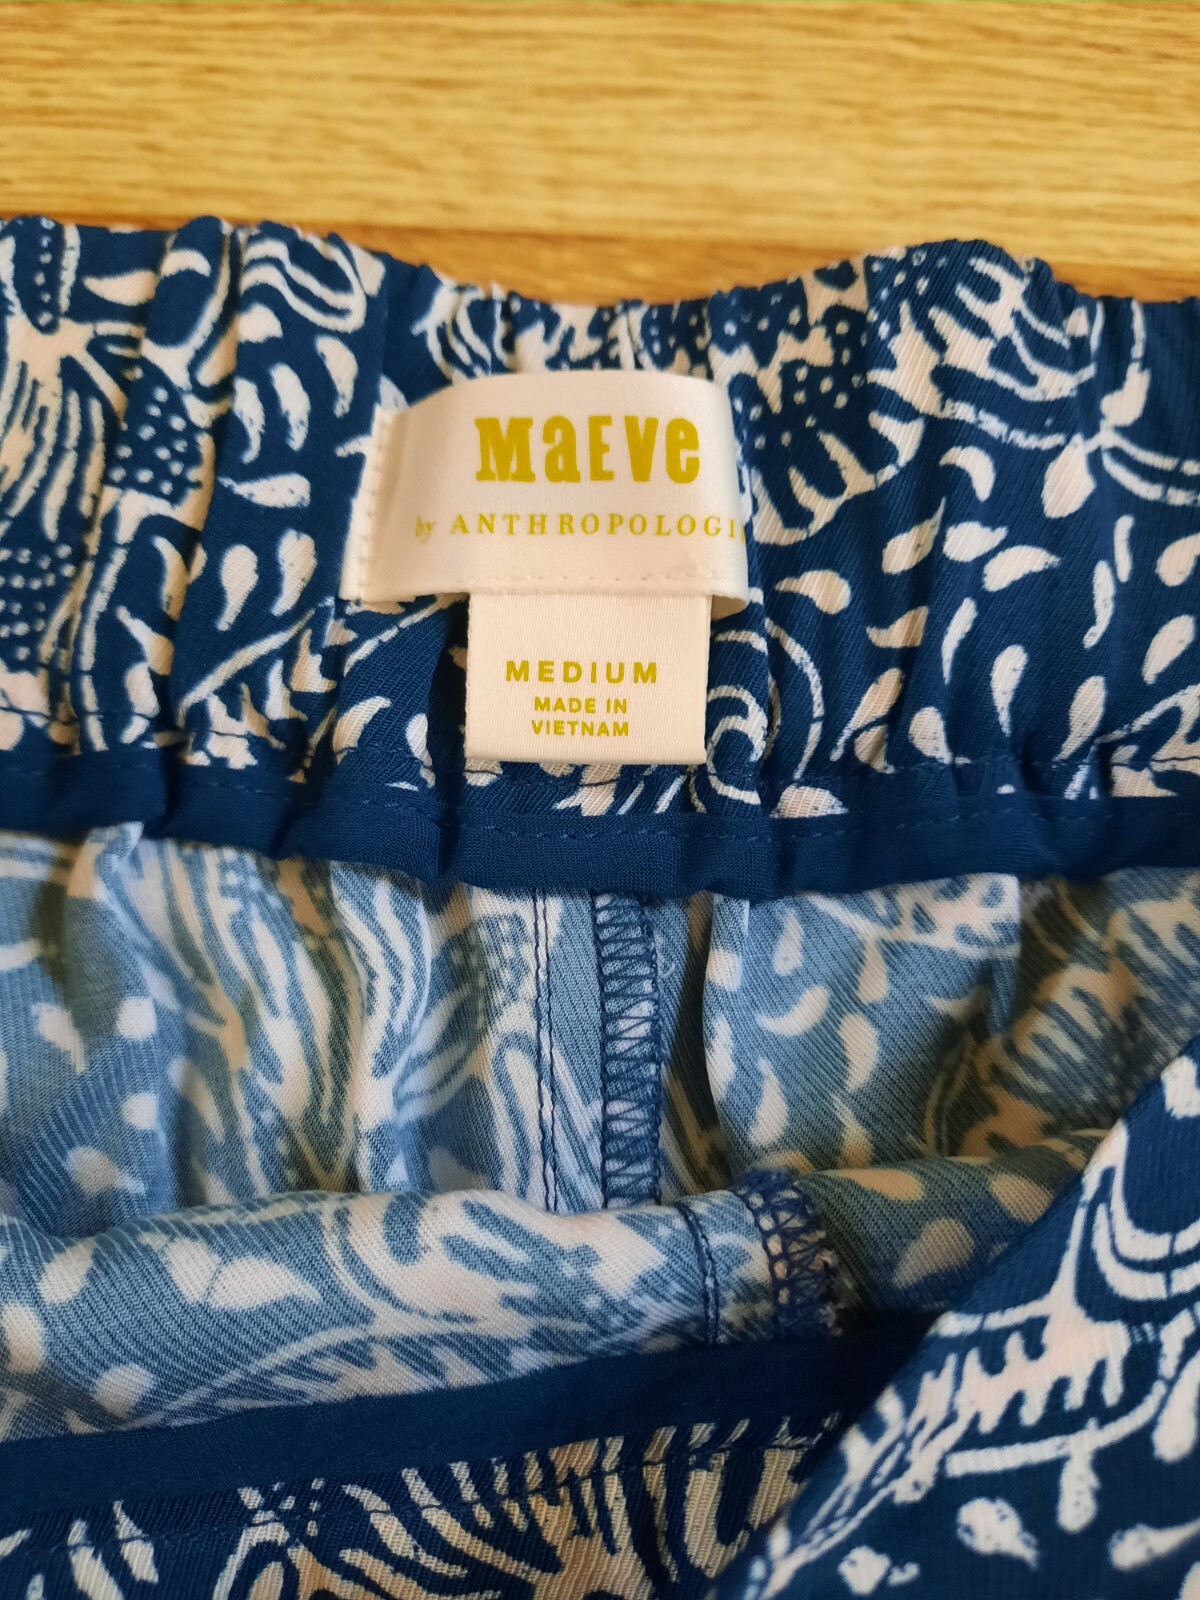 MaEVe
by ANTHROPOLOGI
MEDIUM
MADE IN
VIETNAM